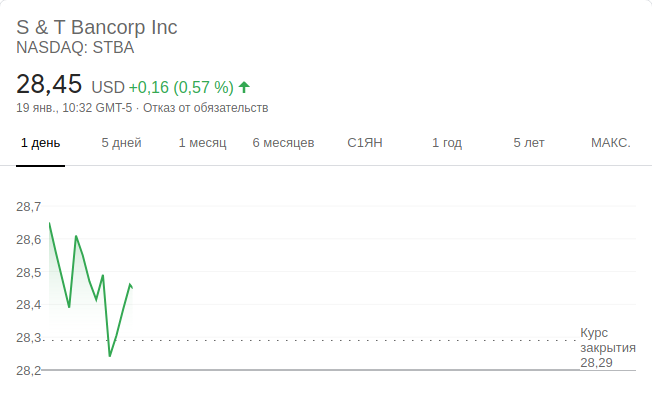 S & T Bancorp Inc
NASDAQ: STBA
28,45 USD +0,16 (0,57 %)
19 янв., 10:32 GMT-5 · Отказ от обязательств
1 день 5 дней 1 месяц 6 месяцев С1ЯН 1 год 5 лет МАКС.
28,7
28,6
28,5
28,4
28,3
28,2
Курс
закрытия
28,29